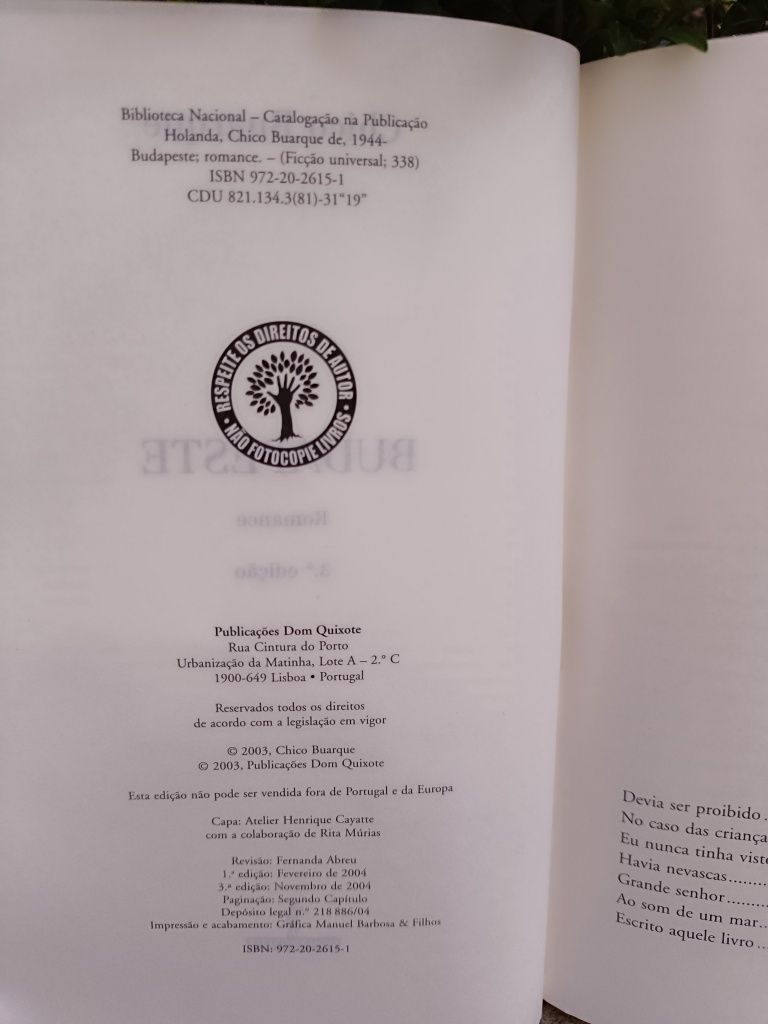 Biblioteca Nacional – Catalogação na Publicação
Holanda, Chico Buarque de, 1944-
Budapeste; romance. – (Ficção universal; 338)
ISBN 972-20-2615-1
CDU 821.134.3(81)-31“19”
RESPEITE OS DIREITOS DE AUTOR
• NÃO FOTOCOPIE LIVROS •
BUDAPESTE
Romance
3.ª edição
Publicações Dom Quixote
Rua Cintura do Porto
Urbanização da Matinha, Lote A – 2.° C
1900-649 Lisboa • Portugal
Reservados todos os direitos
de acordo com a legislação em vigor
© 2003, Chico Buarque
© 2003, Publicações Dom Quixote
Esta edição não pode ser vendida fora de Portugal e da Europa
Capa: Atelier Henrique Cayatte
com a colaboração de Rita Múrias
Revisão: Fernanda Abreu
1.ª edição: Fevereiro de 2004
3.ª edição: Novembro de 2004
Paginação: Segundo Capítulo
Depósito legal n.° 218 886/04
Impressão e acabamento: Gráfica Manuel Barbosa & Filhos
ISBN: 972-20-2615-1
Devia ser proibido..
No caso das criança
Eu nunca tinha visto
Havia nevascas........
Grande senhor.........
Ao som de um mar..
Escrito aquele livro ...